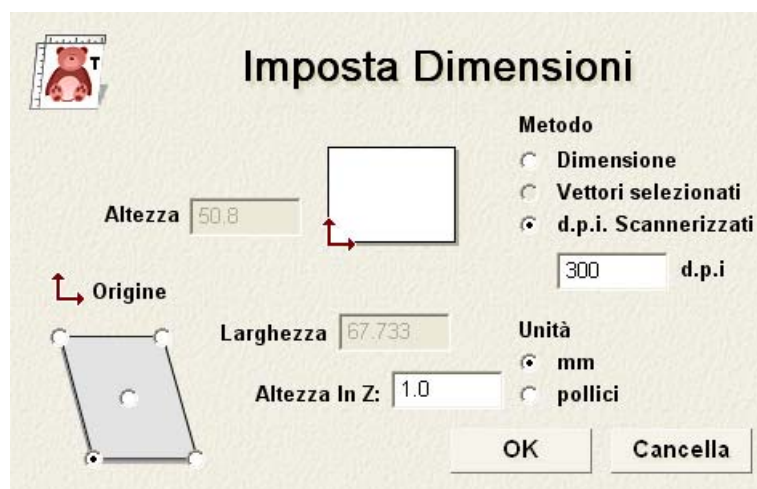 T
Imposta Dimensioni
Metodo
Dimensione
Vettori selezionati
d.p.i. Scannerizzati
300 d.p.i
Altezza 50.8
Origine
Larghezza 67.733
Altezza In Z: 1.0
Unità
mm
pollici
OK Cancella